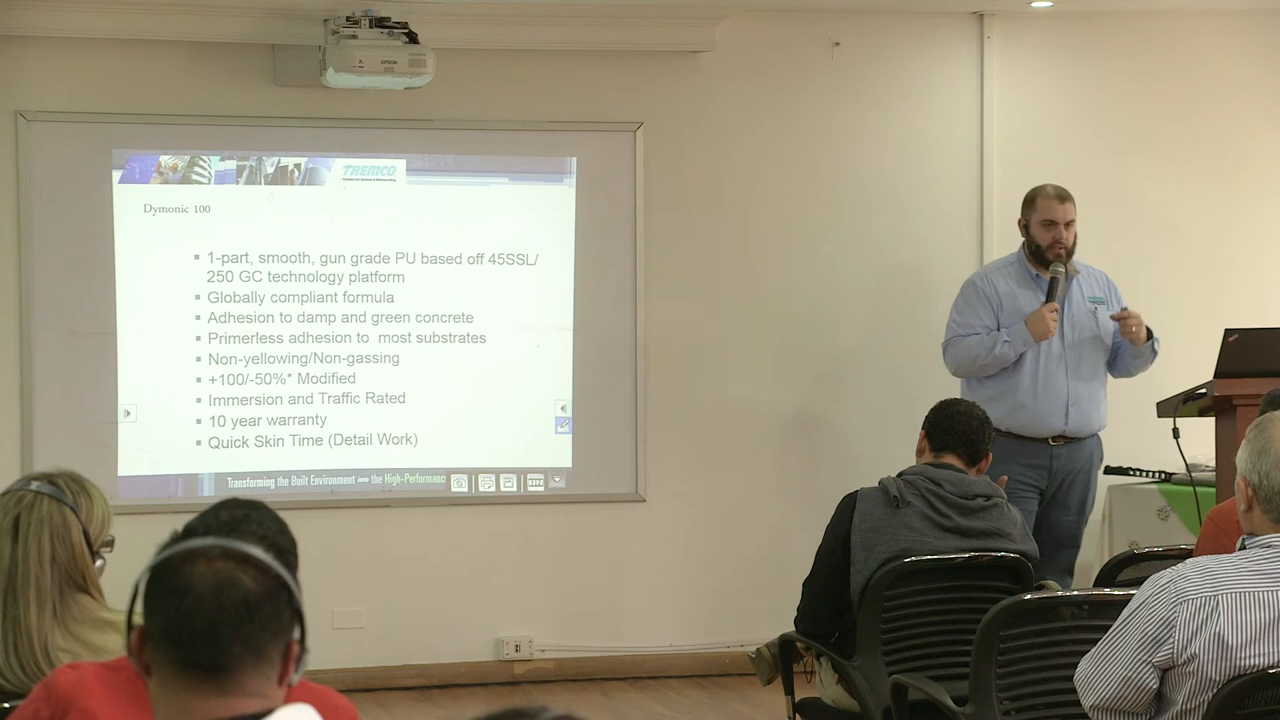 EPSON
TREMCO
Dymonic 100
▪ 1-part, smooth, gun grade PU based off 45SSL/
250 GC technology platform
▪ Globally compliant formula
▪ Adhesion to damp and green concrete
▪ Primerless adhesion to  most substrates
▪ Non-yellowing/Non-gassing
▪ +100/-50%* Modified
▪ Immersion and Traffic Rated
▪ 10 year warranty
▪ Quick Skin Time (Detail Work)
Transforming the Built Environment into the High-Performanc